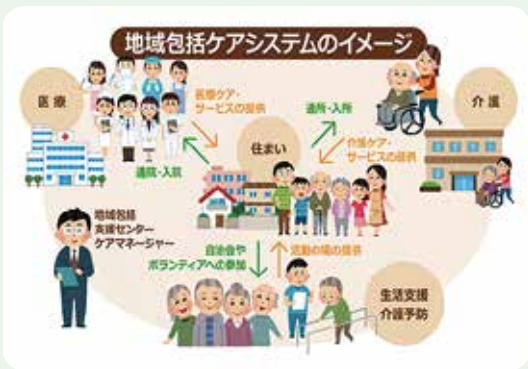 地域包括ケアシステムのイメージ
医療
医療ケア・
サービスの提供
通院・入院
住まい
通所・入所
介護ケア・
サービスの提供
介護
地域包括
支援センター
ケアマネージャー
自治会や
ボランティアへの参加
活動の場の提供
生活支援
介護予防